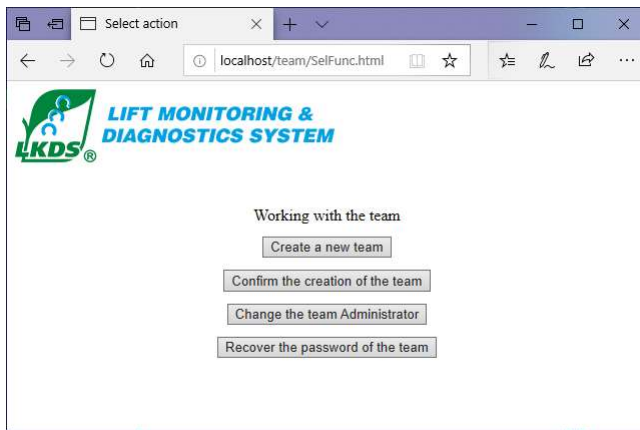 Select action
localhost/team/SelFunc.html
LIFT MONITORING &
DIAGNOSTICS SYSTEM
LKDS®
Working with the team
Create a new team
Confirm the creation of the team
Change the team Administrator
Recover the password of the team